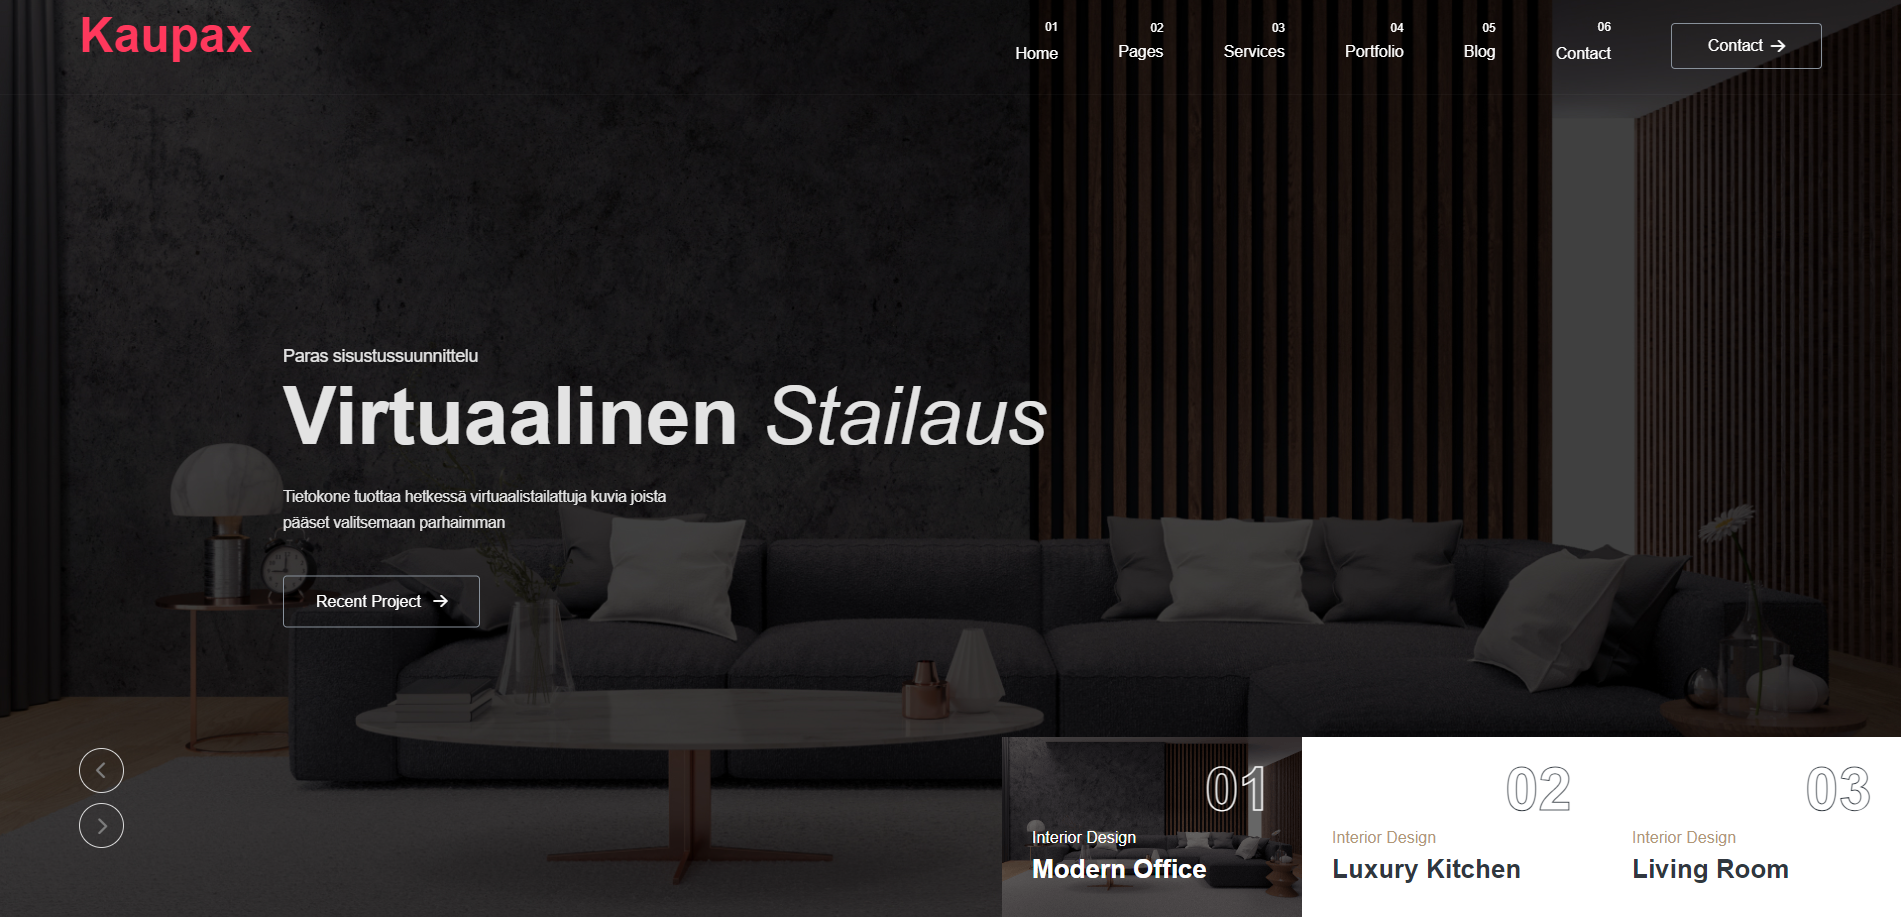 Kaupax
01
Home
02
Pages
03
Services
04
Portfolio
05
Blog
06
Contact
Contact →
Paras sisustussuunnittelu
Virtuaalinen Stailaus
Tietokone tuottaa hetkessä virtuaalistailattuja kuvia joista
pääset valitsemaan parhaimman
Recent Project →
01
Interior Design
Modern Office
02
Interior Design
Luxury Kitchen
03
Interior Design
Living Room